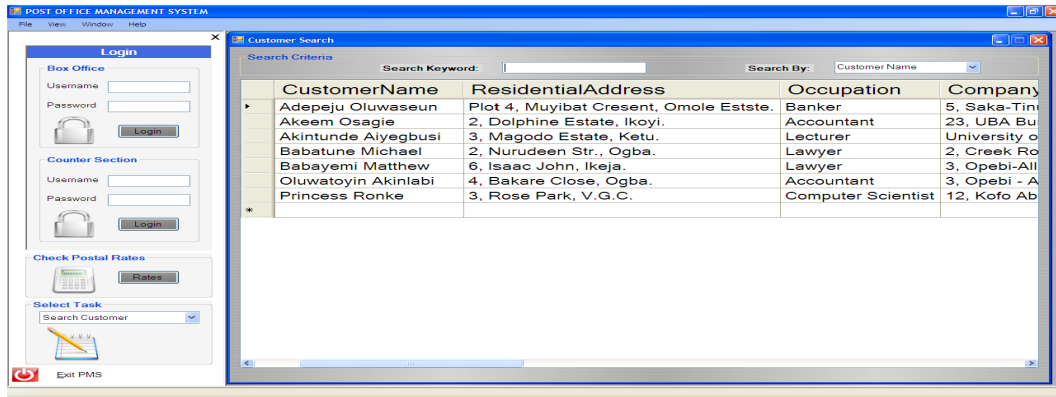 POST OFFICE MANAGEMENT SYSTEM
File View Window Help
Login
Box Office
Username
Password
Login
Counter Section
Username
Password
Login
Check Postal Rates
Rates
Select Task
Search Customer
Exit PMS
Customer Search
Search Criteria
Search Keyword: Search By: Customer Name
CustomerName ResidentialAddress Occupation Company
Adepeju Oluwaseun Plot 4, Muyibat Cresent, Omole Estste. Banker 5, Saka-Tin
Akeem Osagie 2, Dolphine Estate, Ikoyi. Accountant 23, UBA Bu
Akintunde Aiyegbusi 3, Magodo Estate, Ketu. Lecturer University o
Babatune Michael 2, Nurudeen Str., Ogba. Lawyer 2, Creek Ro
Babayemi Matthew 6, Isaac John, Ikeja. Lawyer 3, Opebi-All
Oluwatoyin Akinlabi 4, Bakare Close, Ogba. Accountant 3, Opebi - A
Princess Ronke 3, Rose Park, V.G.C. Computer Scientist 12, Kofo Ab